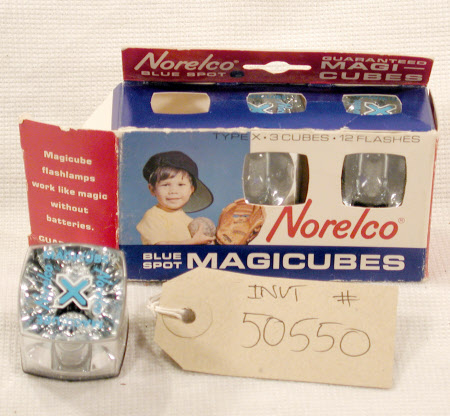 Norelco®
BLUE SPOT
GUARANTEED
MAGI-
CUBES
TYPE X • 3 CUBES • 12 FLASHES
Magicube
flashlamps
work like magic
without
batteries.
Norelco®
BLUE
SPOT
MAGICUBES
X
X
X
INVT #
50550